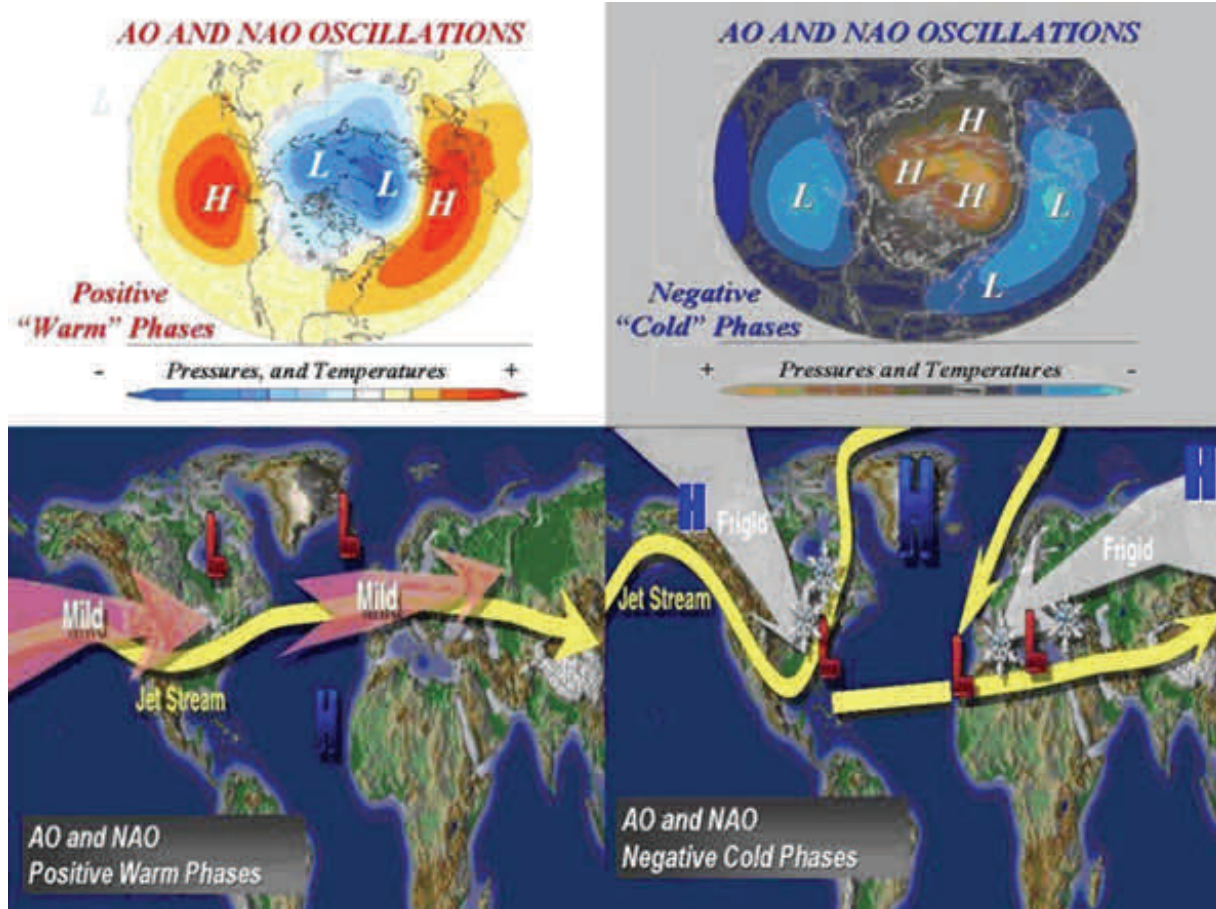 AO AND NAO OSCILLATIONS
H
L
L
H
Positive
“Warm” Phases
- Pressures, and Temperatures +
AO AND NAO OSCILLATIONS
H
H
H
L
L
L
Negative
“Cold” Phases
+ Pressures and Temperatures -
L
L
Mild
Mild
Jet Stream
H
AO and NAO
Positive Warm Phases
H
H
H
Frigid
Frigid
Jet Stream
L
L
L
AO and NAO
Negative Cold Phases